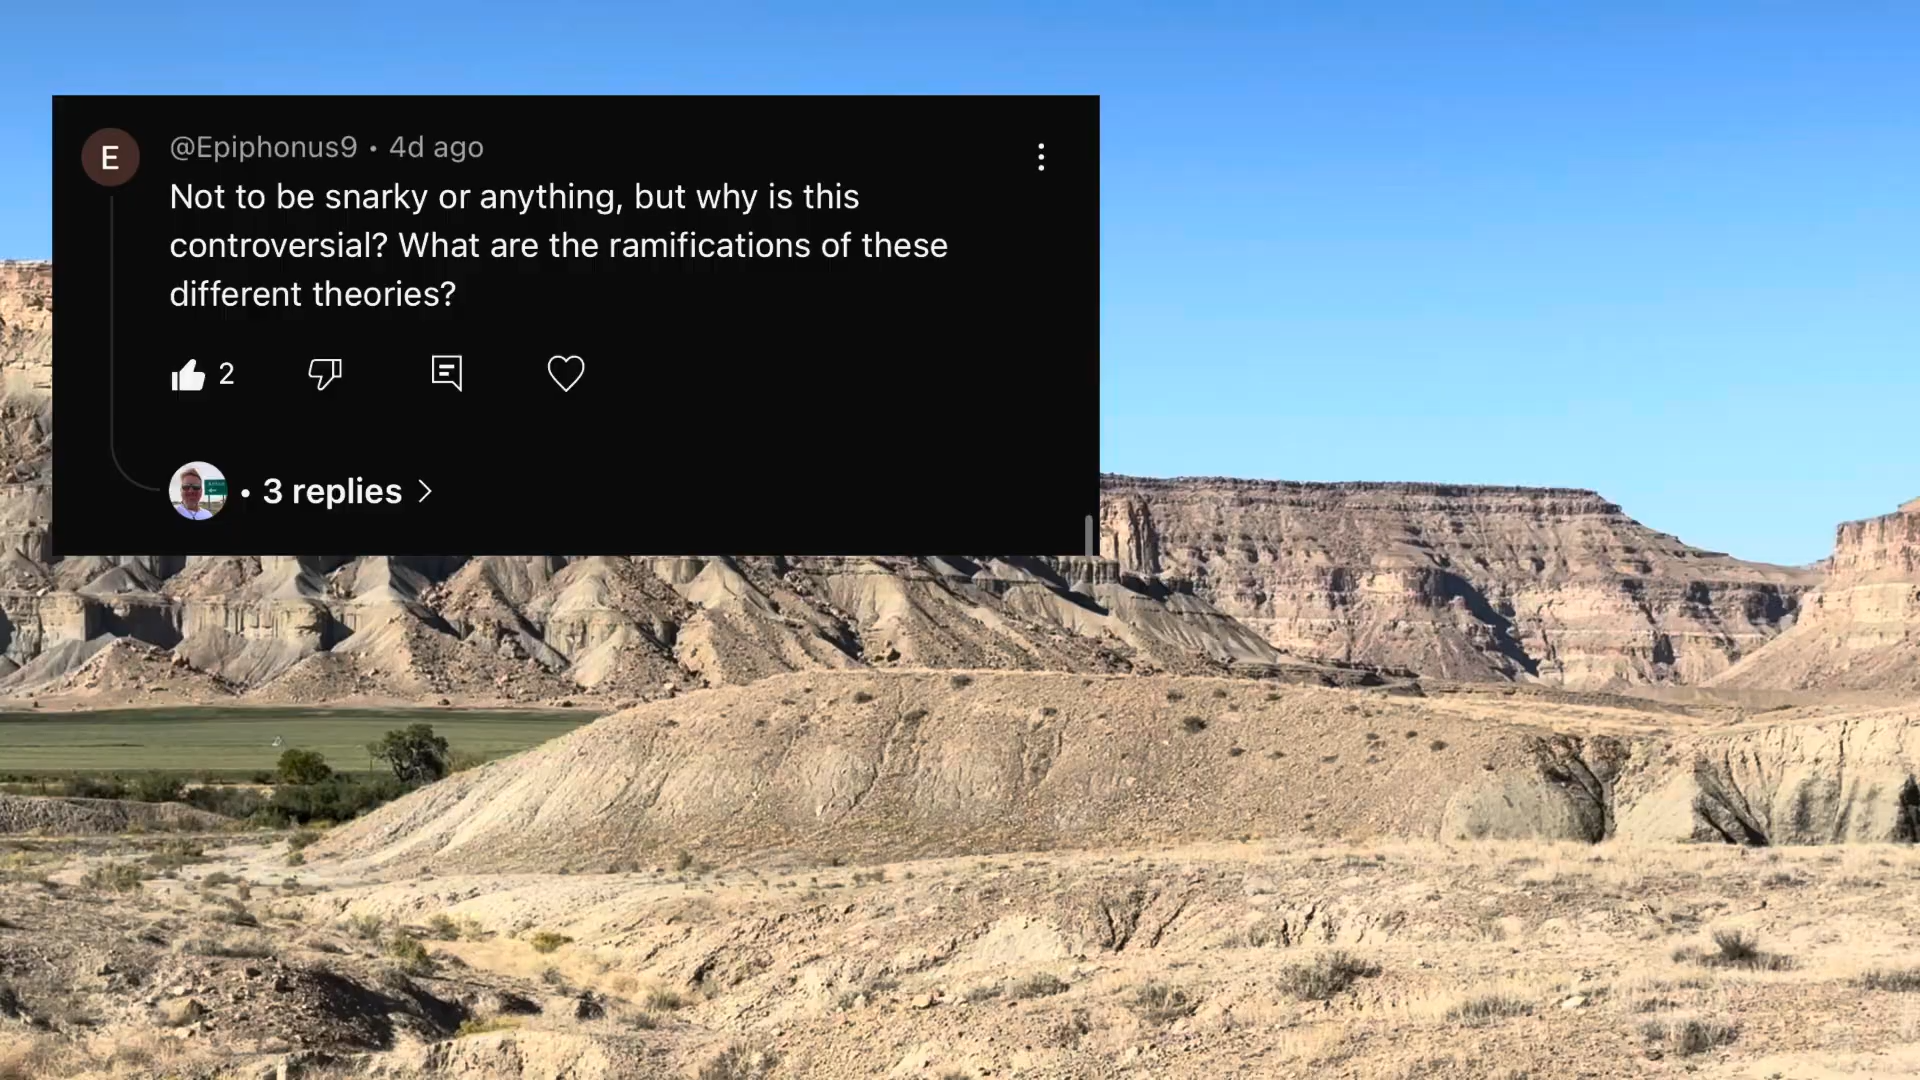 E
@Epiphonus9 • 4d ago
Not to be snarky or anything, but why is this
controversial? What are the ramifications of these
different theories?
2
• 3 replies >